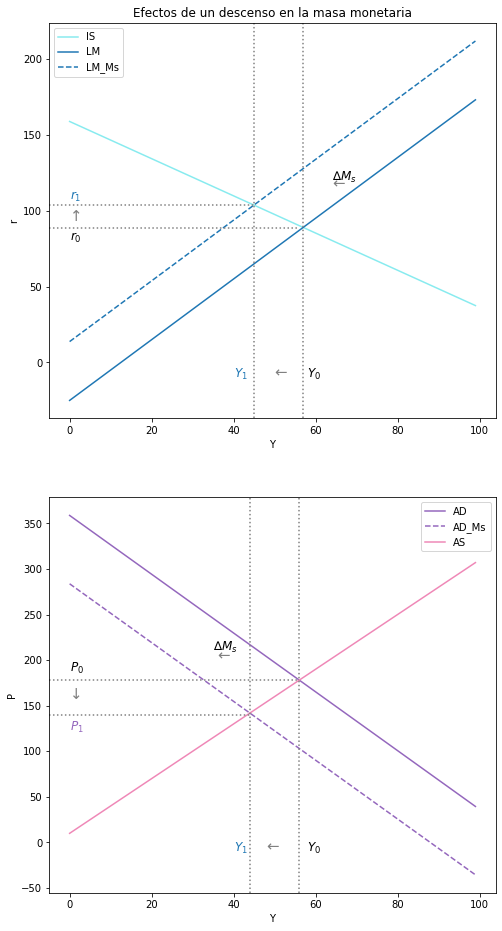 Efectos de un descenso en la masa monetaria
IS
LM
LM_Ms
200
150
100
50
0
r
r₁
↑
r₀
ΔMₛ
←
Y₁ ← Y₀
0 20 40 60 80 100
Y
AD
AD_Ms
AS
350
300
250
200
150
100
50
0
−50
P
ΔMₛ
←
P₀
↓
P₁
Y₁ ← Y₀
0 20 40 60 80 100
Y